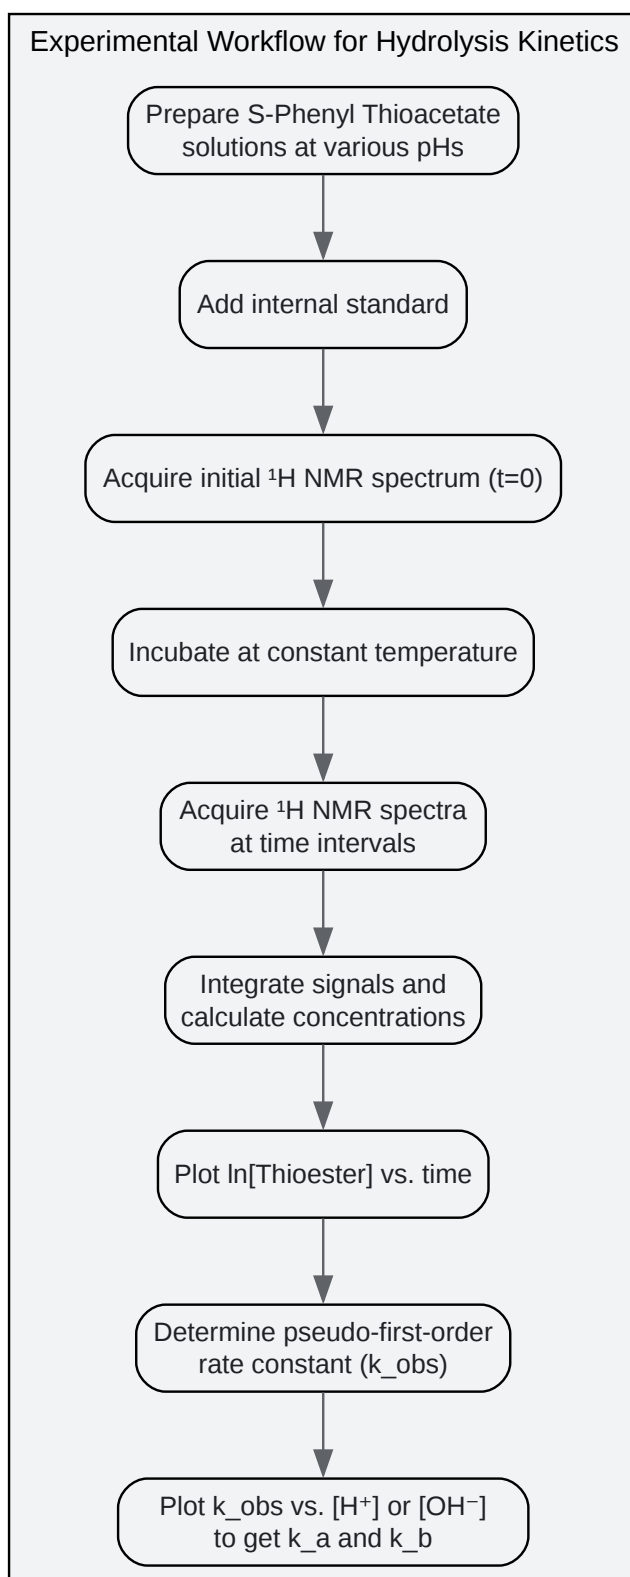 Experimental Workflow for Hydrolysis Kinetics
Prepare S-Phenyl Thioacetate
solutions at various pHs
Add internal standard
Acquire initial ¹H NMR spectrum (t=0)
Incubate at constant temperature
Acquire ¹H NMR spectra
at time intervals
Integrate signals and
calculate concentrations
Plot ln[Thioester] vs. time
Determine pseudo-first-order
rate constant (k_obs)
Plot k_obs vs. [H⁺] or [OH⁻]
to get k_a and k_b